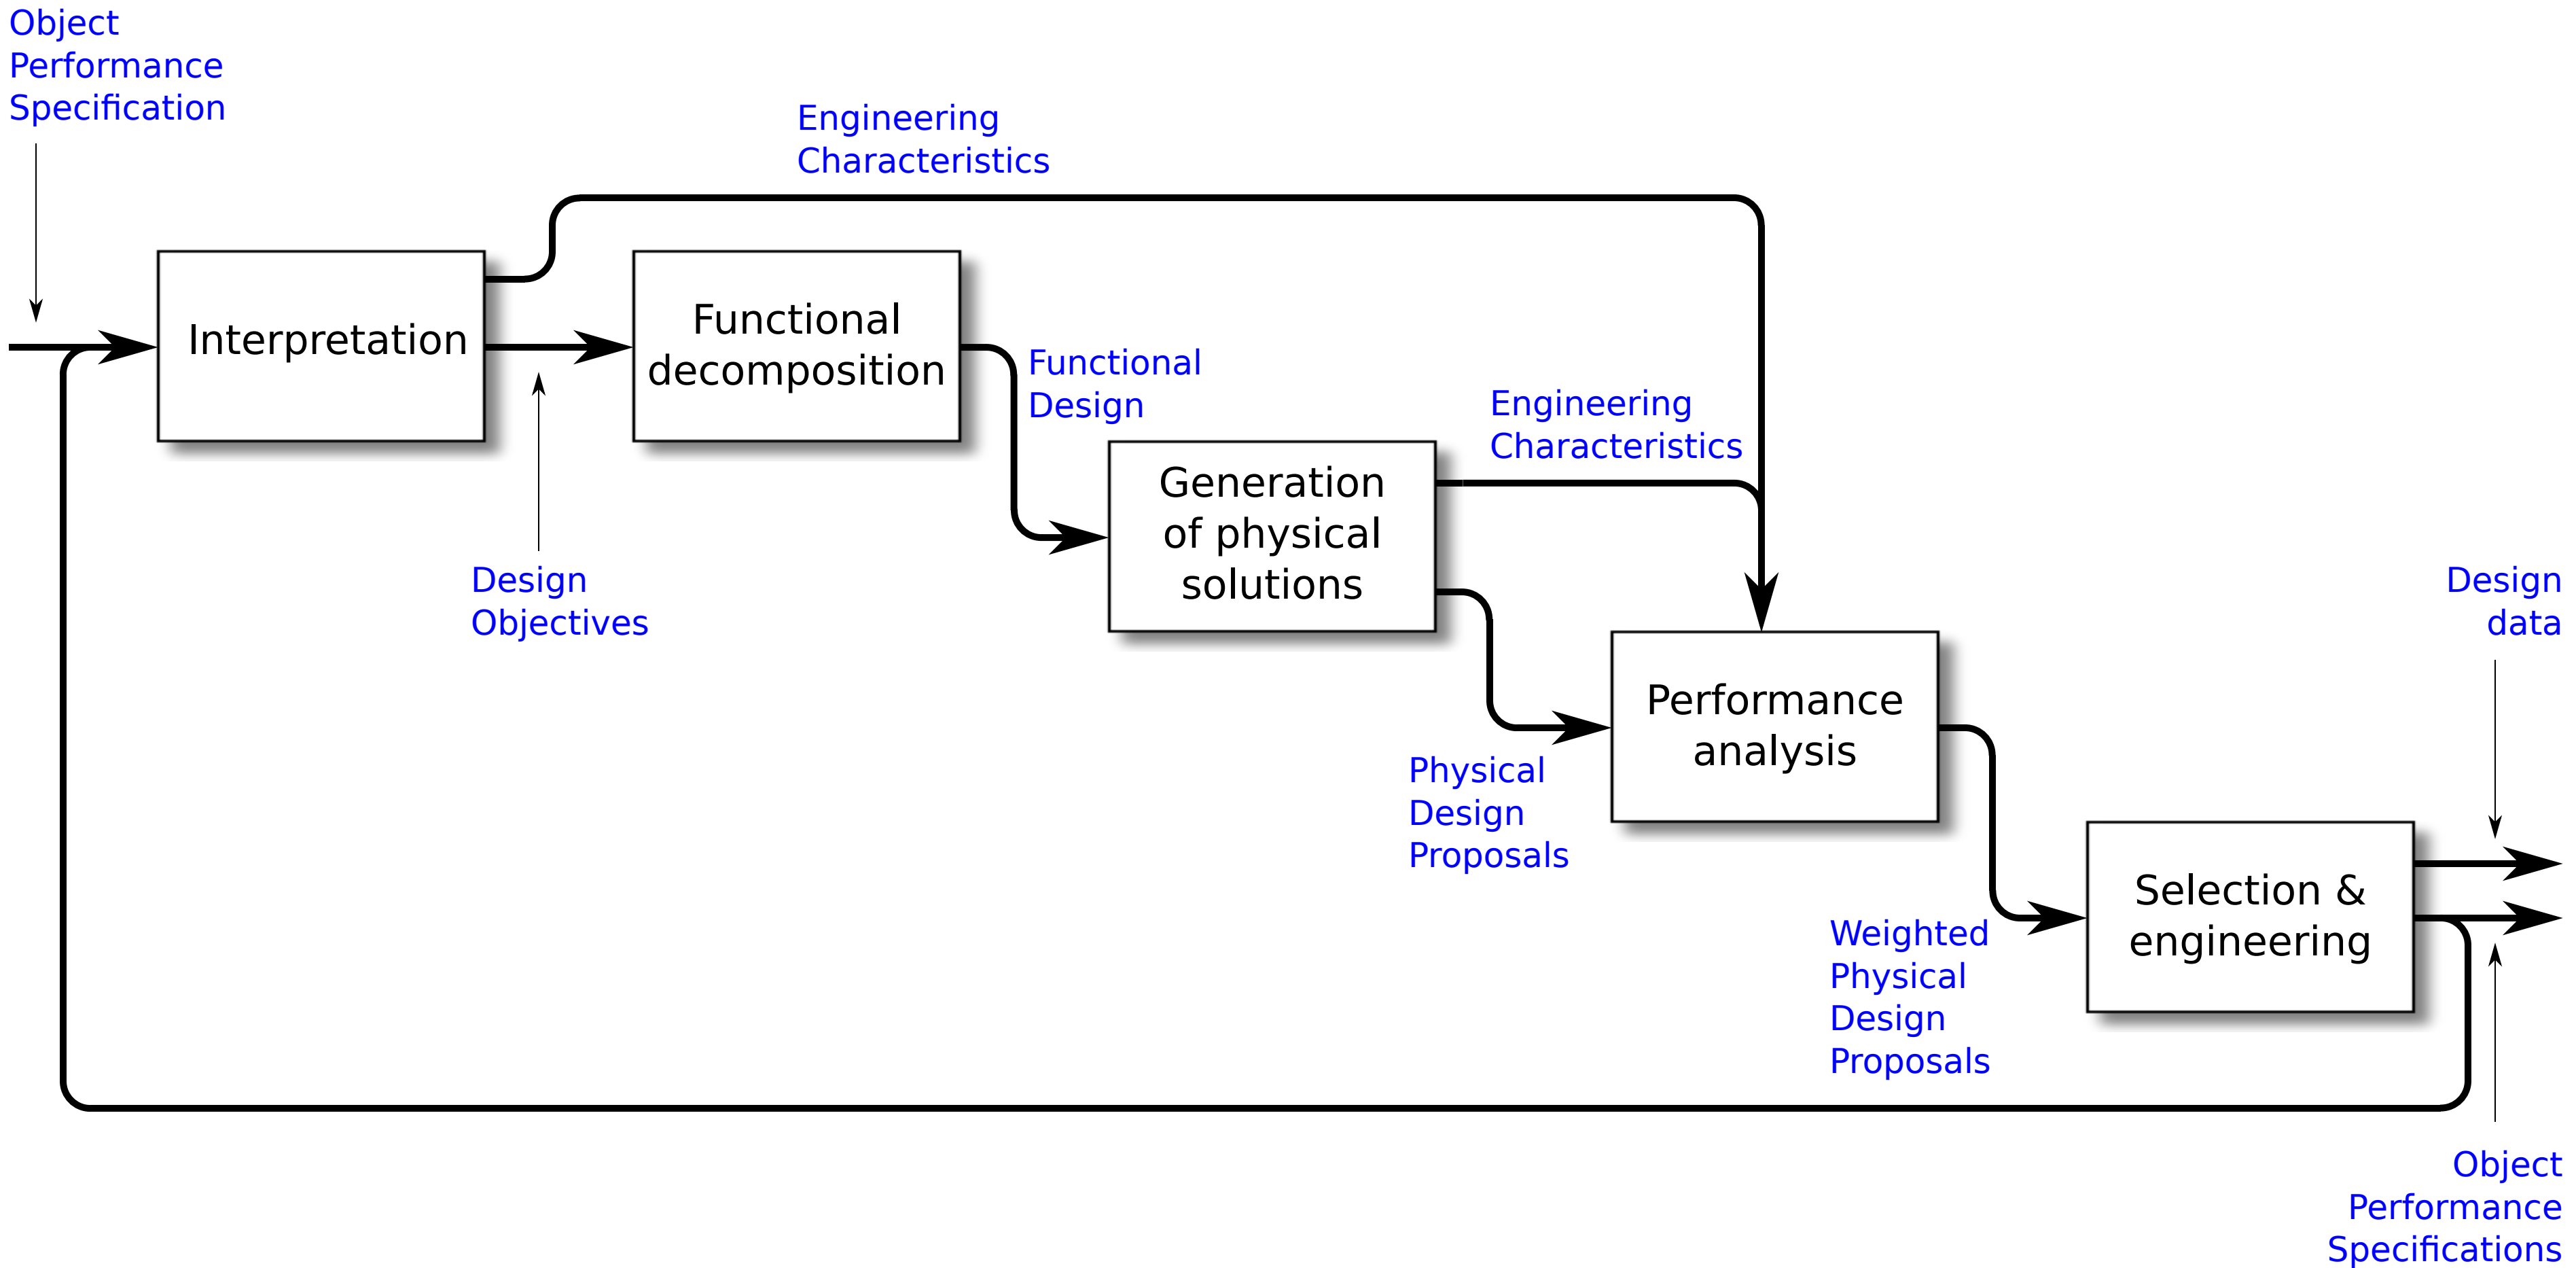 Object
Performance
Specification
Engineering
Characteristics
Interpretation
Functional
decomposition
Functional
Design
Design
Objectives
Engineering
Characteristics
Generation
of physical
solutions
Physical
Design
Proposals
Performance
analysis
Weighted
Physical
Design
Proposals
Selection &
engineering
Design
data
Object
Performance
Specifications